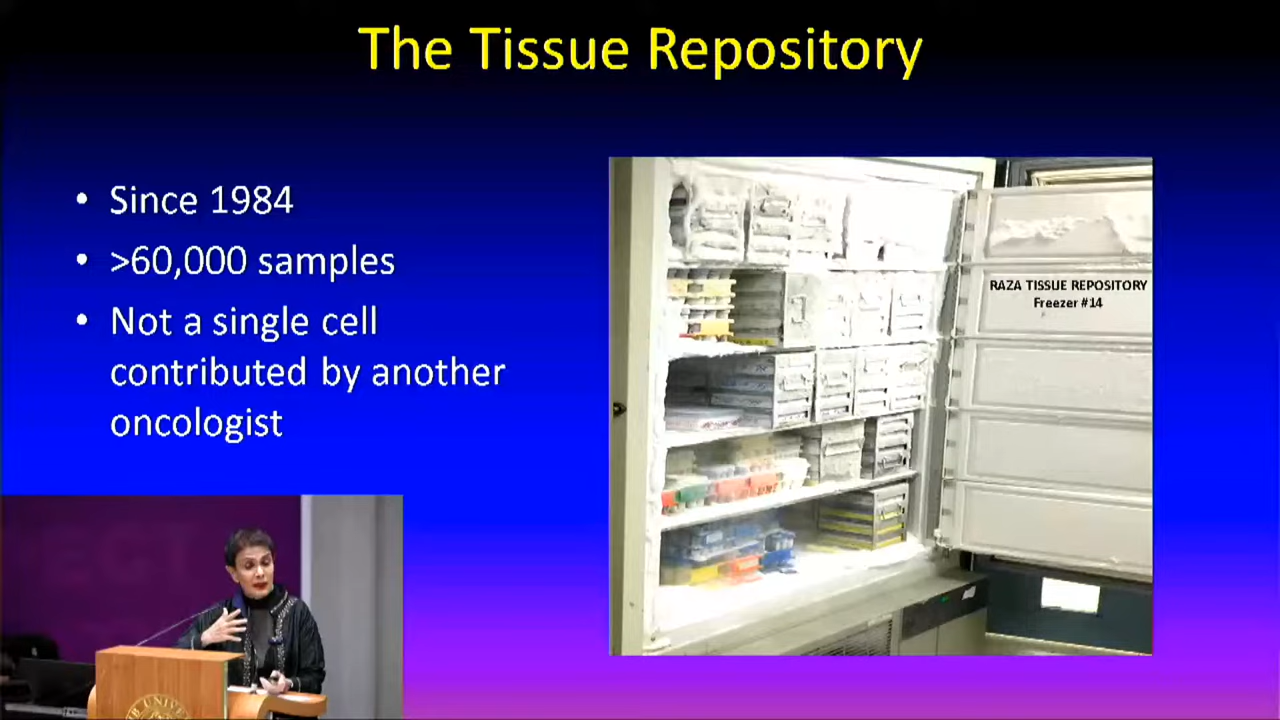 The Tissue Repository
• Since 1984
• >60,000 samples
• Not a single cell
contributed by another
oncologist
RAZA TISSUE REPOSITORY
Freezer #14
UNIVER